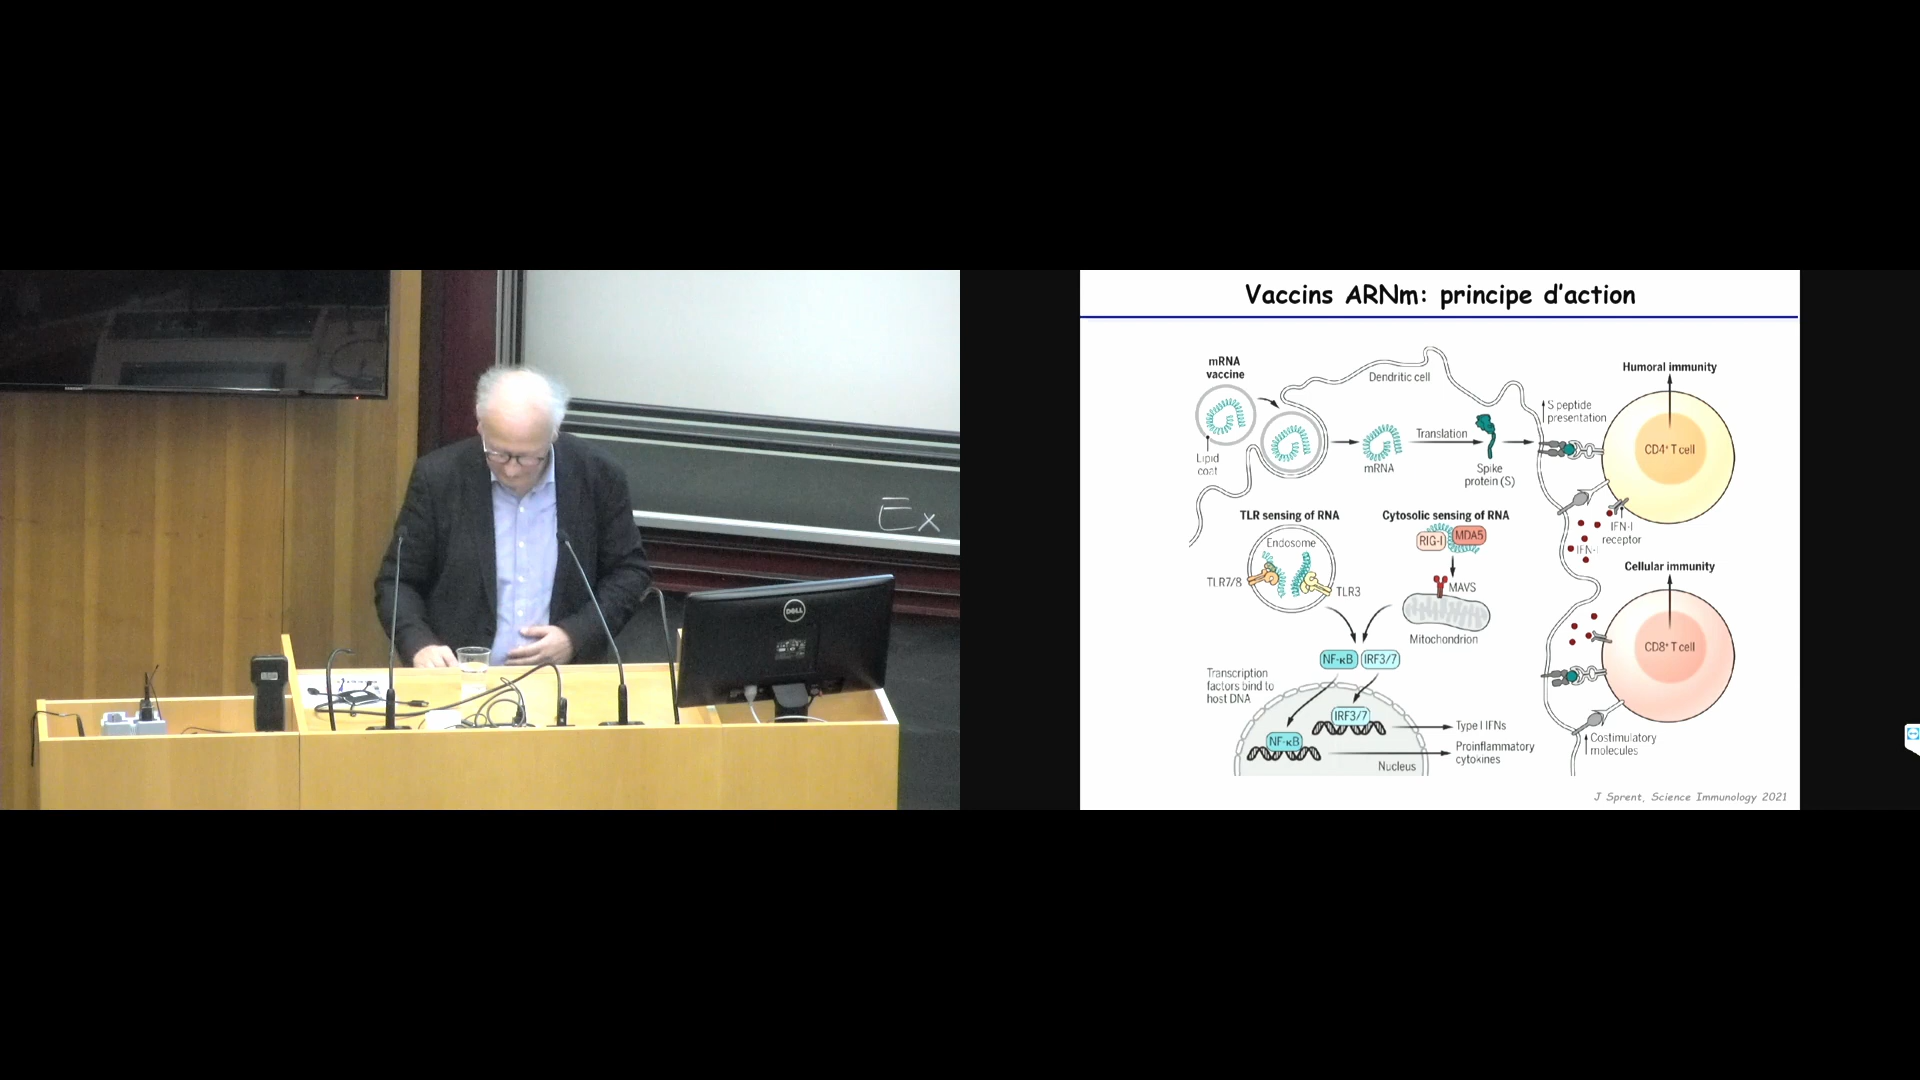 Ex
DELL
Vaccins ARNm: principe d'action
mRNA
vaccine
Lipid
coat
Dendritic cell
mRNA
Translation
Spike
protein (S)
S peptide
presentation
Humoral immunity
CD4⁺ T cell
IFN-I
receptor
IFN-I
TLR sensing of RNA
Endosome
TLR7/8
TLR3
Cytosolic sensing of RNA
RIG-I
MDA5
MAVS
Mitochondrion
Cellular immunity
CD8⁺ T cell
NF-κB
IRF3/7
Transcription
factors bind to
host DNA
IRF3/7
NF-κB
Nucleus
Type I IFNs
Proinflammatory
cytokines
Costimulatory
molecules
J Sprent, Science Immunology 2021